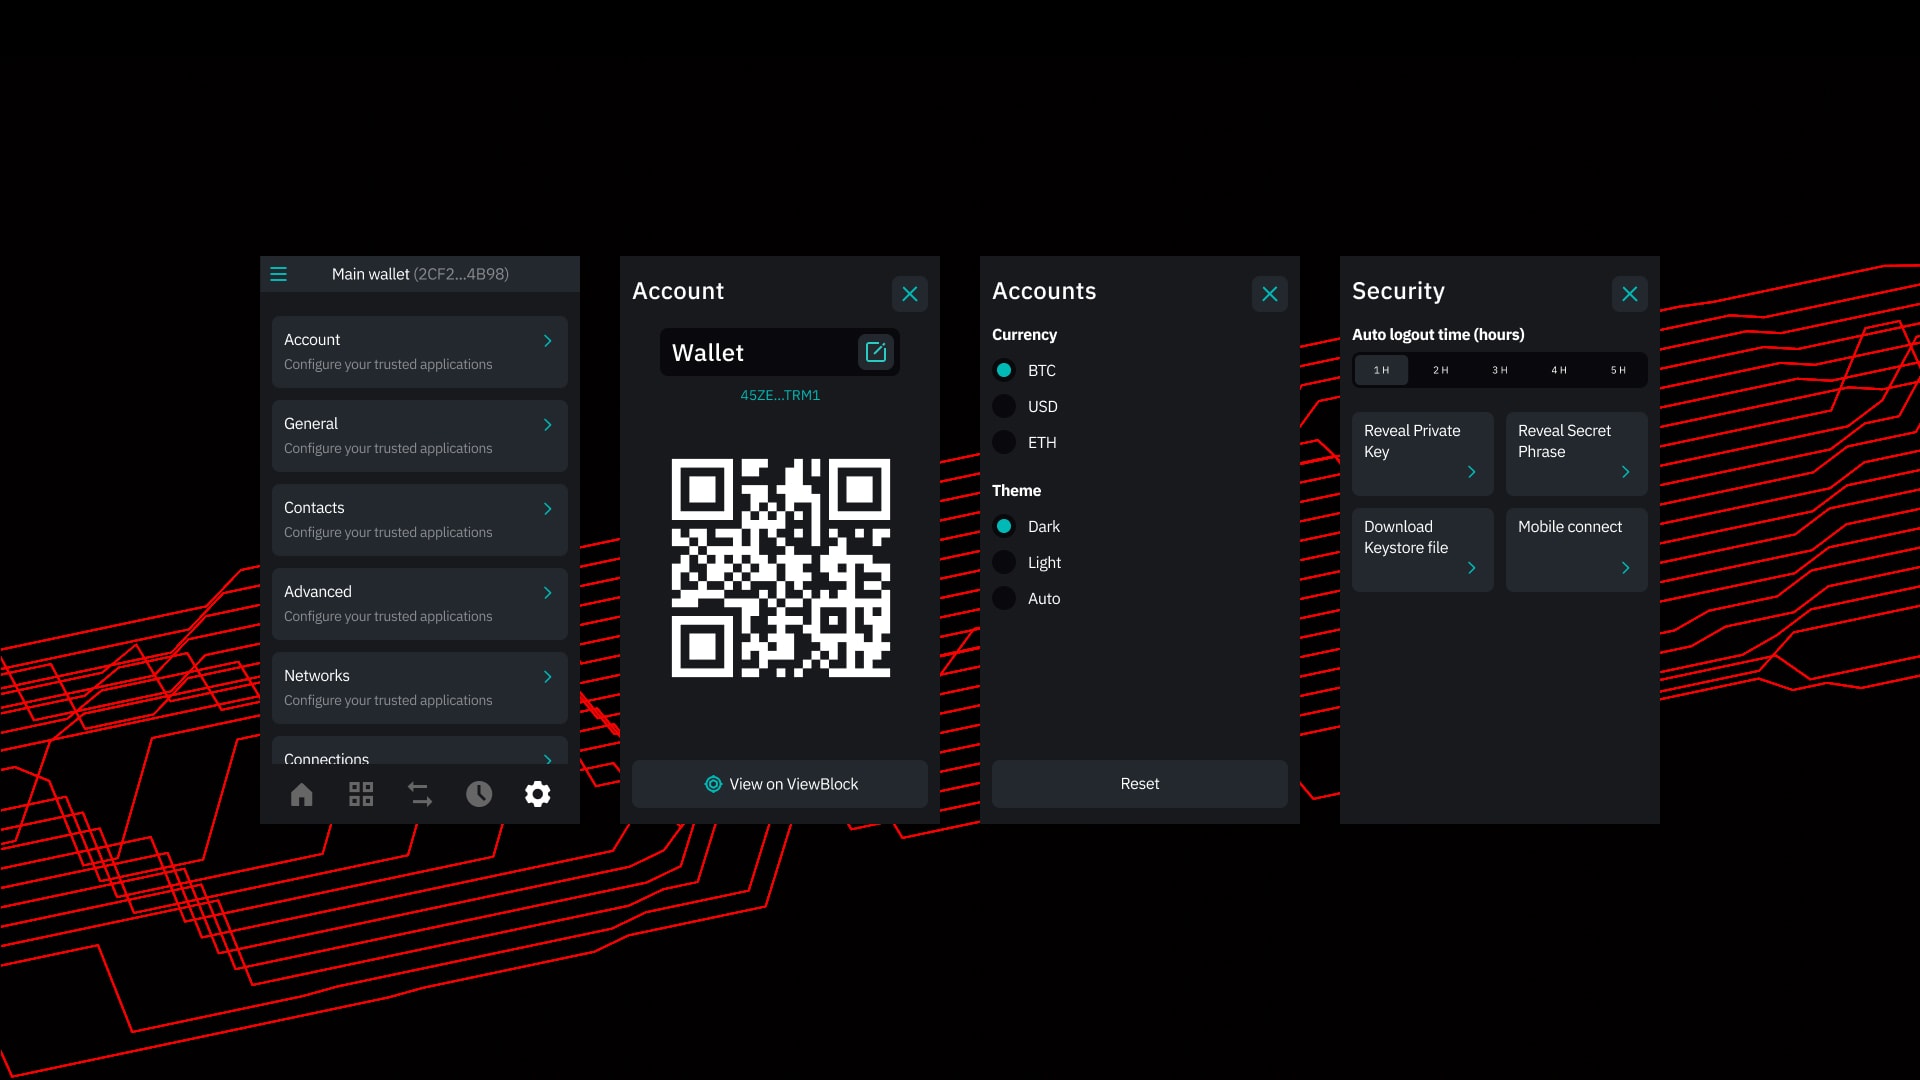 Main wallet (2CF2...4B98)
Account
Configure your trusted applications
General
Configure your trusted applications
Contacts
Configure your trusted applications
Advanced
Configure your trusted applications
Networks
Configure your trusted applications
Connections
Account
Wallet
45ZE...TRM1
View on ViewBlock
Accounts
Currency
BTC
USD
ETH
Theme
Dark
Light
Auto
Reset
Security
Auto logout time (hours)
1 H 2 H 3 H 4 H 5 H
Reveal Private
Key
Reveal Secret
Phrase
Download
Keystore file
Mobile connect